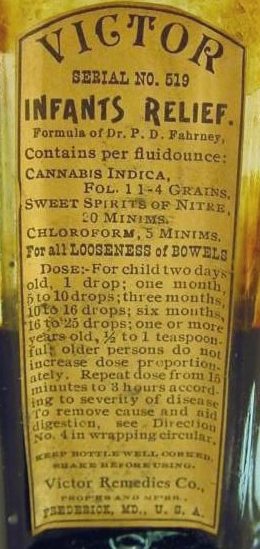 VICTOR
SERIAL NO. 519
INFANTS RELIEF.
Formula of Dr. P. D. Fahrney,
Contains per fluidounce:
CANNABIS INDICA,
FOL. 1 1-4 GRAINS.
SWEET SPIRITS OF NITRE,
20 MINIMS.
CHLOROFORM, 5 MINIMS.
For all LOOSENESS of BOWELS
DOSE:-For child two days
old, 1 drop; one month,
5 to 10 drops; three months,
10 to 16 drops; six months,
16 to 25 drops; one or more
years old, ½ to 1 teaspoon-
ful; older persons do not
increase dose proportion-
ately. Repeat dose from 15
minutes to 3 hours accord-
ing to severity of disease
To remove cause and aid
digestion, see Direction
No. 4 in wrapping circular.
KEEP BOTTLE WELL CORKED.
SHAKE BEFORE USING.
Victor Remedies Co.,
PROP'RS AND MF'RS.,
FREDERICK, MD., U. S. A.